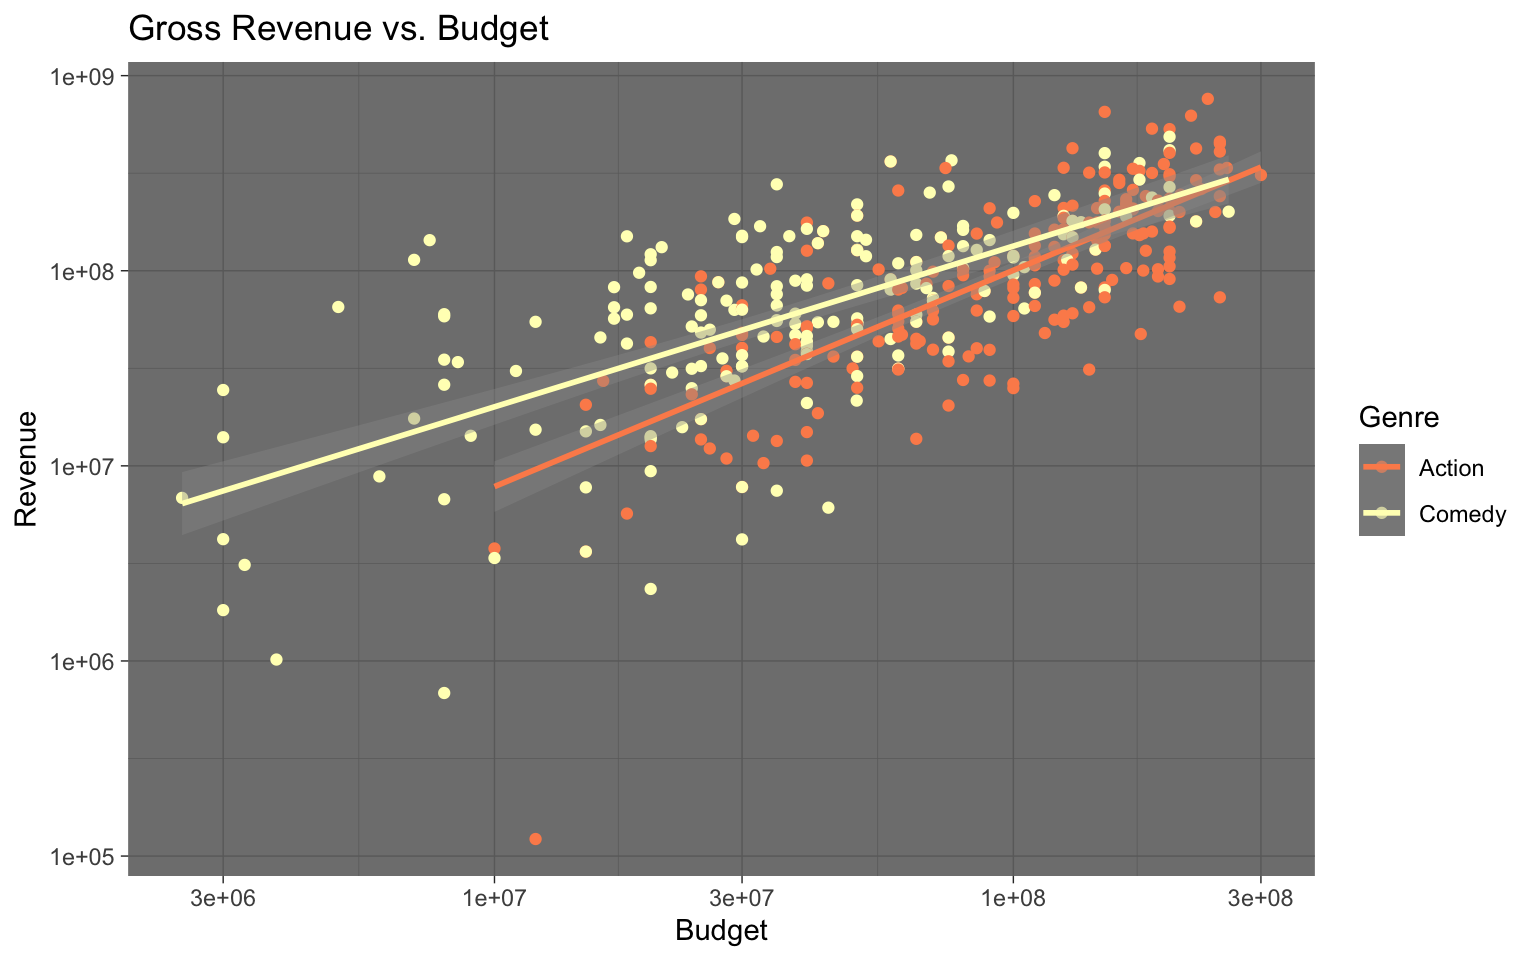 Gross Revenue vs. Budget
1e+09
1e+08
1e+07
1e+06
1e+05
Revenue
3e+06 1e+07 3e+07 1e+08 3e+08
Budget
Genre
Action
Comedy